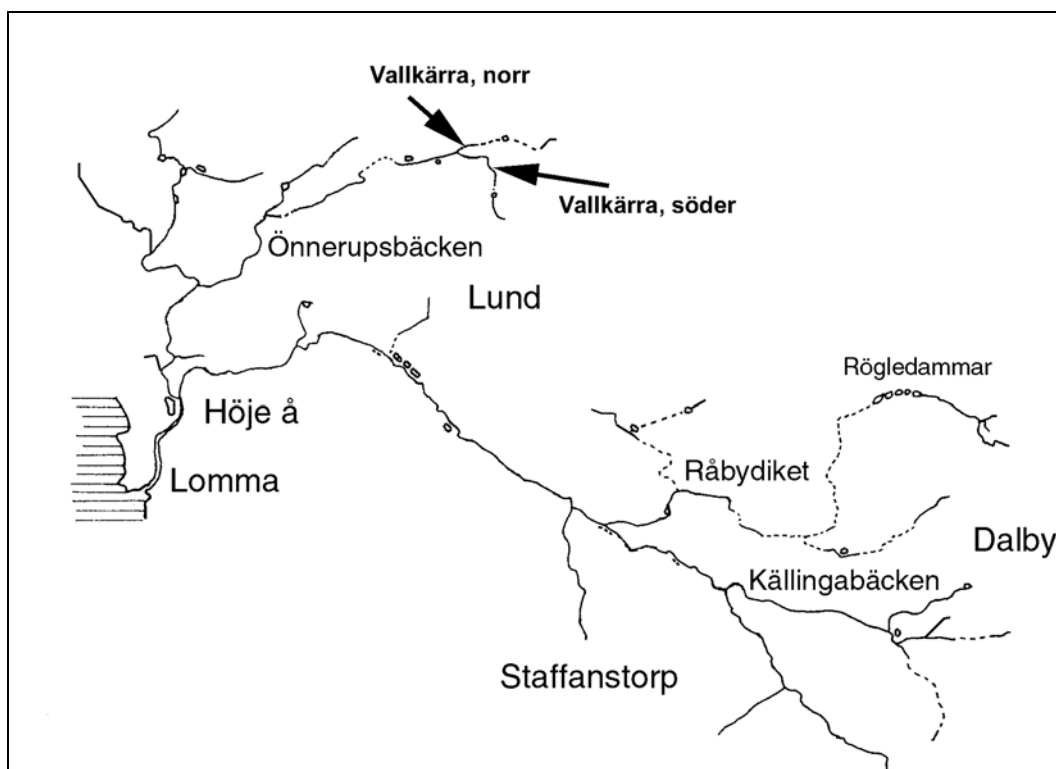 Vallkärra, norr
Vallkärra, söder
Önnerupsbäcken
Lund
Rögledammar
Höje å
Råbydiket
Lomma
Dalby
Källingabäcken
Staffanstorp